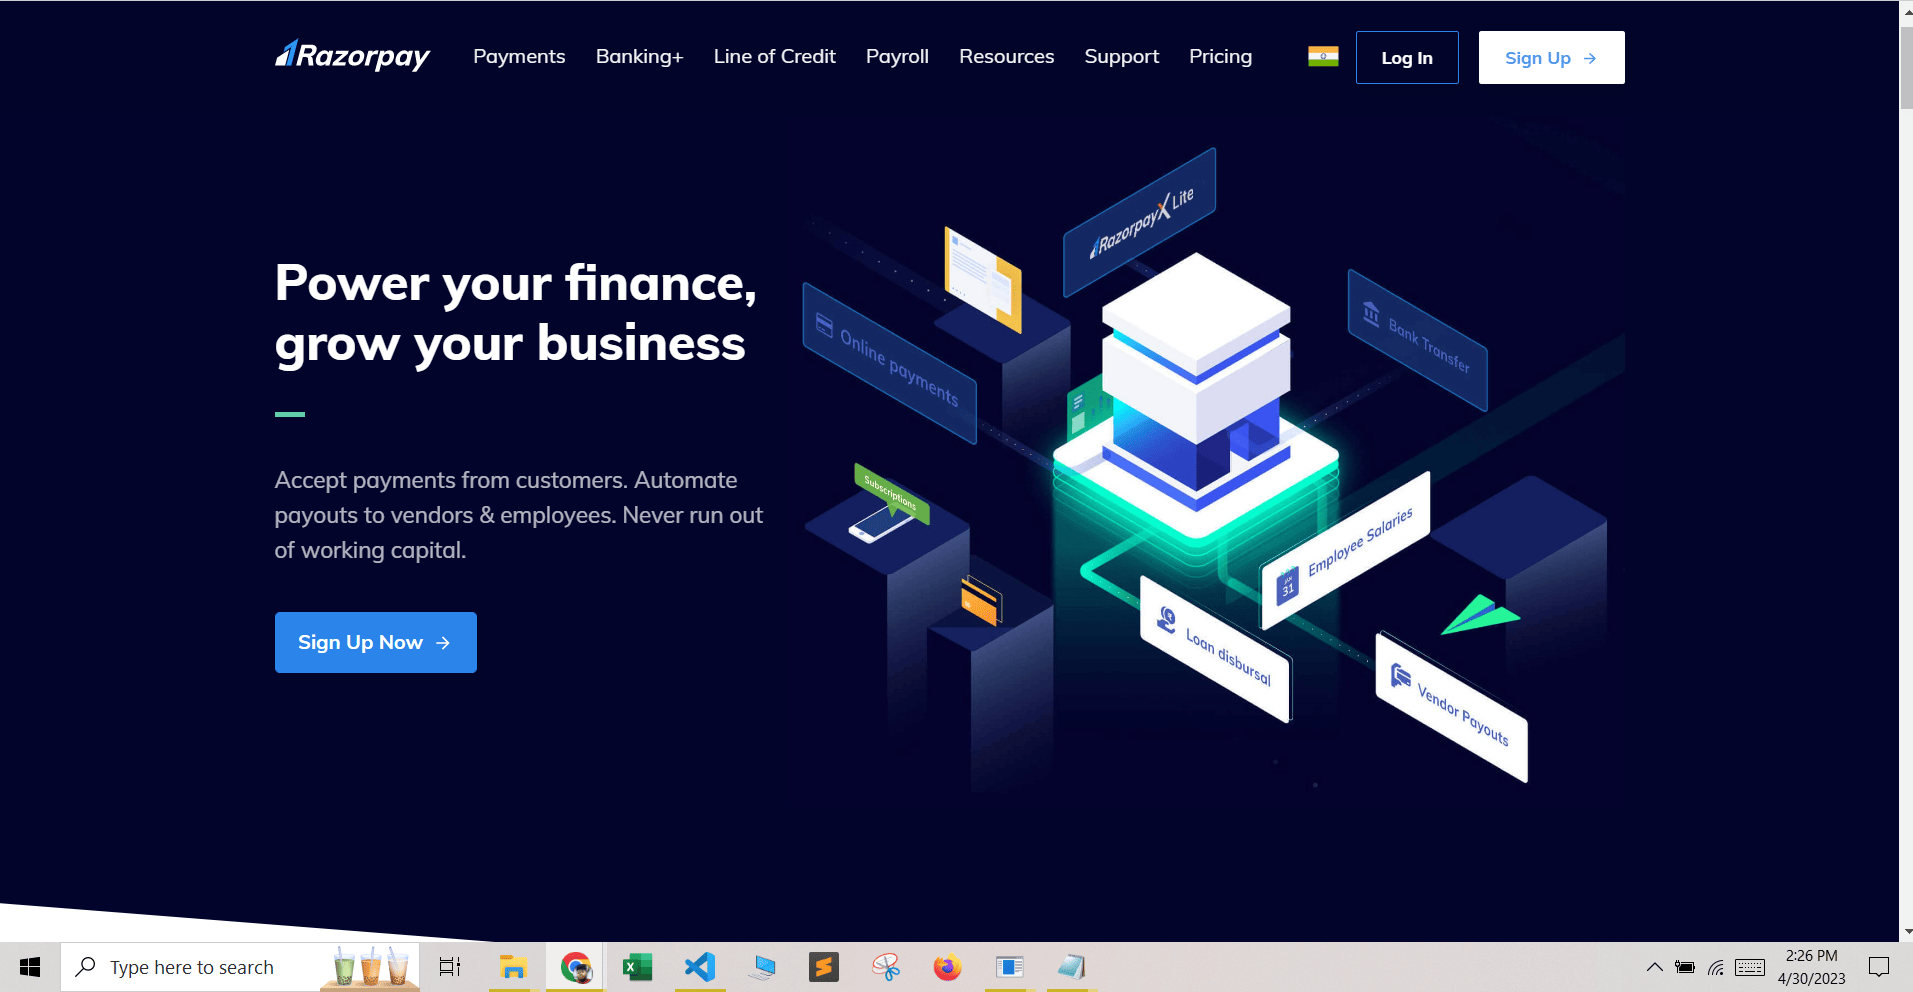 Razorpay Payments Banking+ Line of Credit Payroll Resources Support Pricing Log In Sign Up →
RazorpayX Lite
Online payments
Bank Transfer
Power your finance,
grow your business
Accept payments from customers. Automate
payouts to vendors & employees. Never run out
of working capital.
Sign Up Now →
Subscriptions
Employee Salaries
JAN
31
Loan disbursal
Vendor Payouts
Type here to search
2:26 PM
4/30/2023